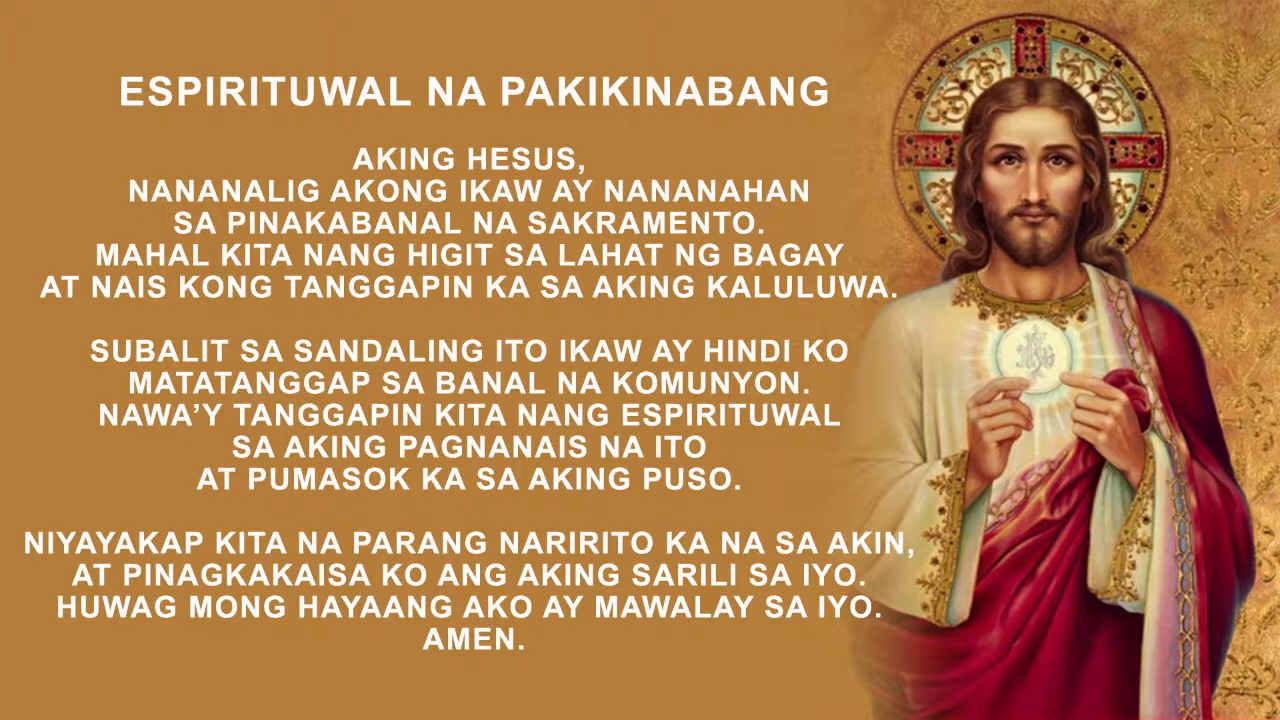 ESPIRITUWAL NA PAKIKINABANG
AKING HESUS,
NANANALIG AKONG IKAW AY NANANAHAN
SA PINAKABANAL NA SAKRAMENTO.
MAHAL KITA NANG HIGIT SA LAHAT NG BAGAY
AT NAIS KONG TANGGAPIN KA SA AKING KALULUWA.
SUBALIT SA SANDALING ITO IKAW AY HINDI KO
MATATANGGAP SA BANAL NA KOMUNYON.
NAWA’Y TANGGAPIN KITA NANG ESPIRITUWAL
SA AKING PAGNANAIS NA ITO
AT PUMASOK KA SA AKING PUSO.
NIYAYAKAP KITA NA PARANG NARIRITO KA NA SA AKIN,
AT PINAGKAKAISA KO ANG AKING SARILI SA IYO.
HUWAG MONG HAYAANG AKO AY MAWALAY SA IYO.
AMEN.